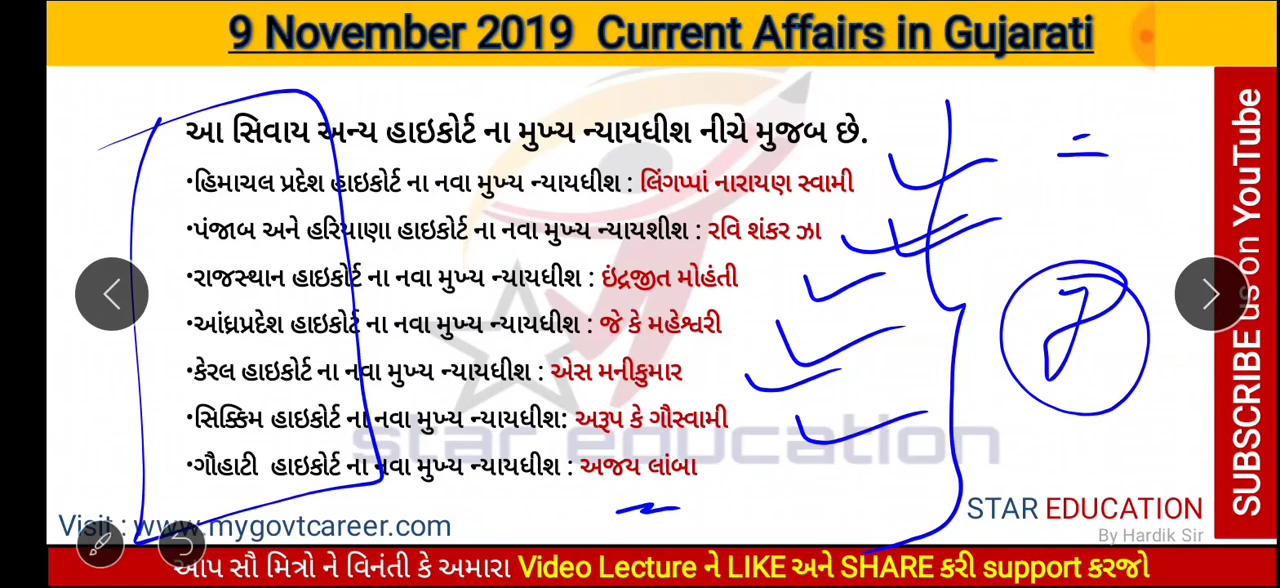 9 November 2019 Current Affairs in Gujarati
આ સિવાય અન્ય હાઇકોર્ટ ના મુખ્ય ન્યાયધીશ નીચે મુજબ છે.
•હિમાચલ પ્રદેશ હાઇકોર્ટ ના નવા મુખ્ય ન્યાયધીશ : લિંગપ્પાં નારાયણ સ્વામી
•પંજાબ અને હરિયાણા હાઇકોર્ટ ના નવા મુખ્ય ન્યાયશીશ : રવિ શંકર ઝા
•રાજસ્થાન હાઇકોર્ટ ના નવા મુખ્ય ન્યાયધીશ : ઇંદ્રજીત મોહંતી
•આંધ્રપ્રદેશ હાઇકોર્ટ ના નવા મુખ્ય ન્યાયધીશ : જે કે મહેશ્વરી
•કેરલ હાઇકોર્ટ ના નવા મુખ્ય ન્યાયધીશ : એસ મનીકુમાર
•સિક્કિમ હાઇકોર્ટ ના નવા મુખ્ય ન્યાયધીશ: અરૂપ કે ગૌસ્વામી
•ગૌહાટી હાઇકોર્ટ ના નવા મુખ્ય ન્યાયધીશ : અજય લાંબા
star education
STAR EDUCATION
By Hardik Sir
Visit : www.mygovtcareer.com
આપ સૌ મિત્રો ને વિનંતી કે અમારા Video Lecture ને LIKE અને SHARE કરી support કરજો
SUBSCRIBE us on YouTube